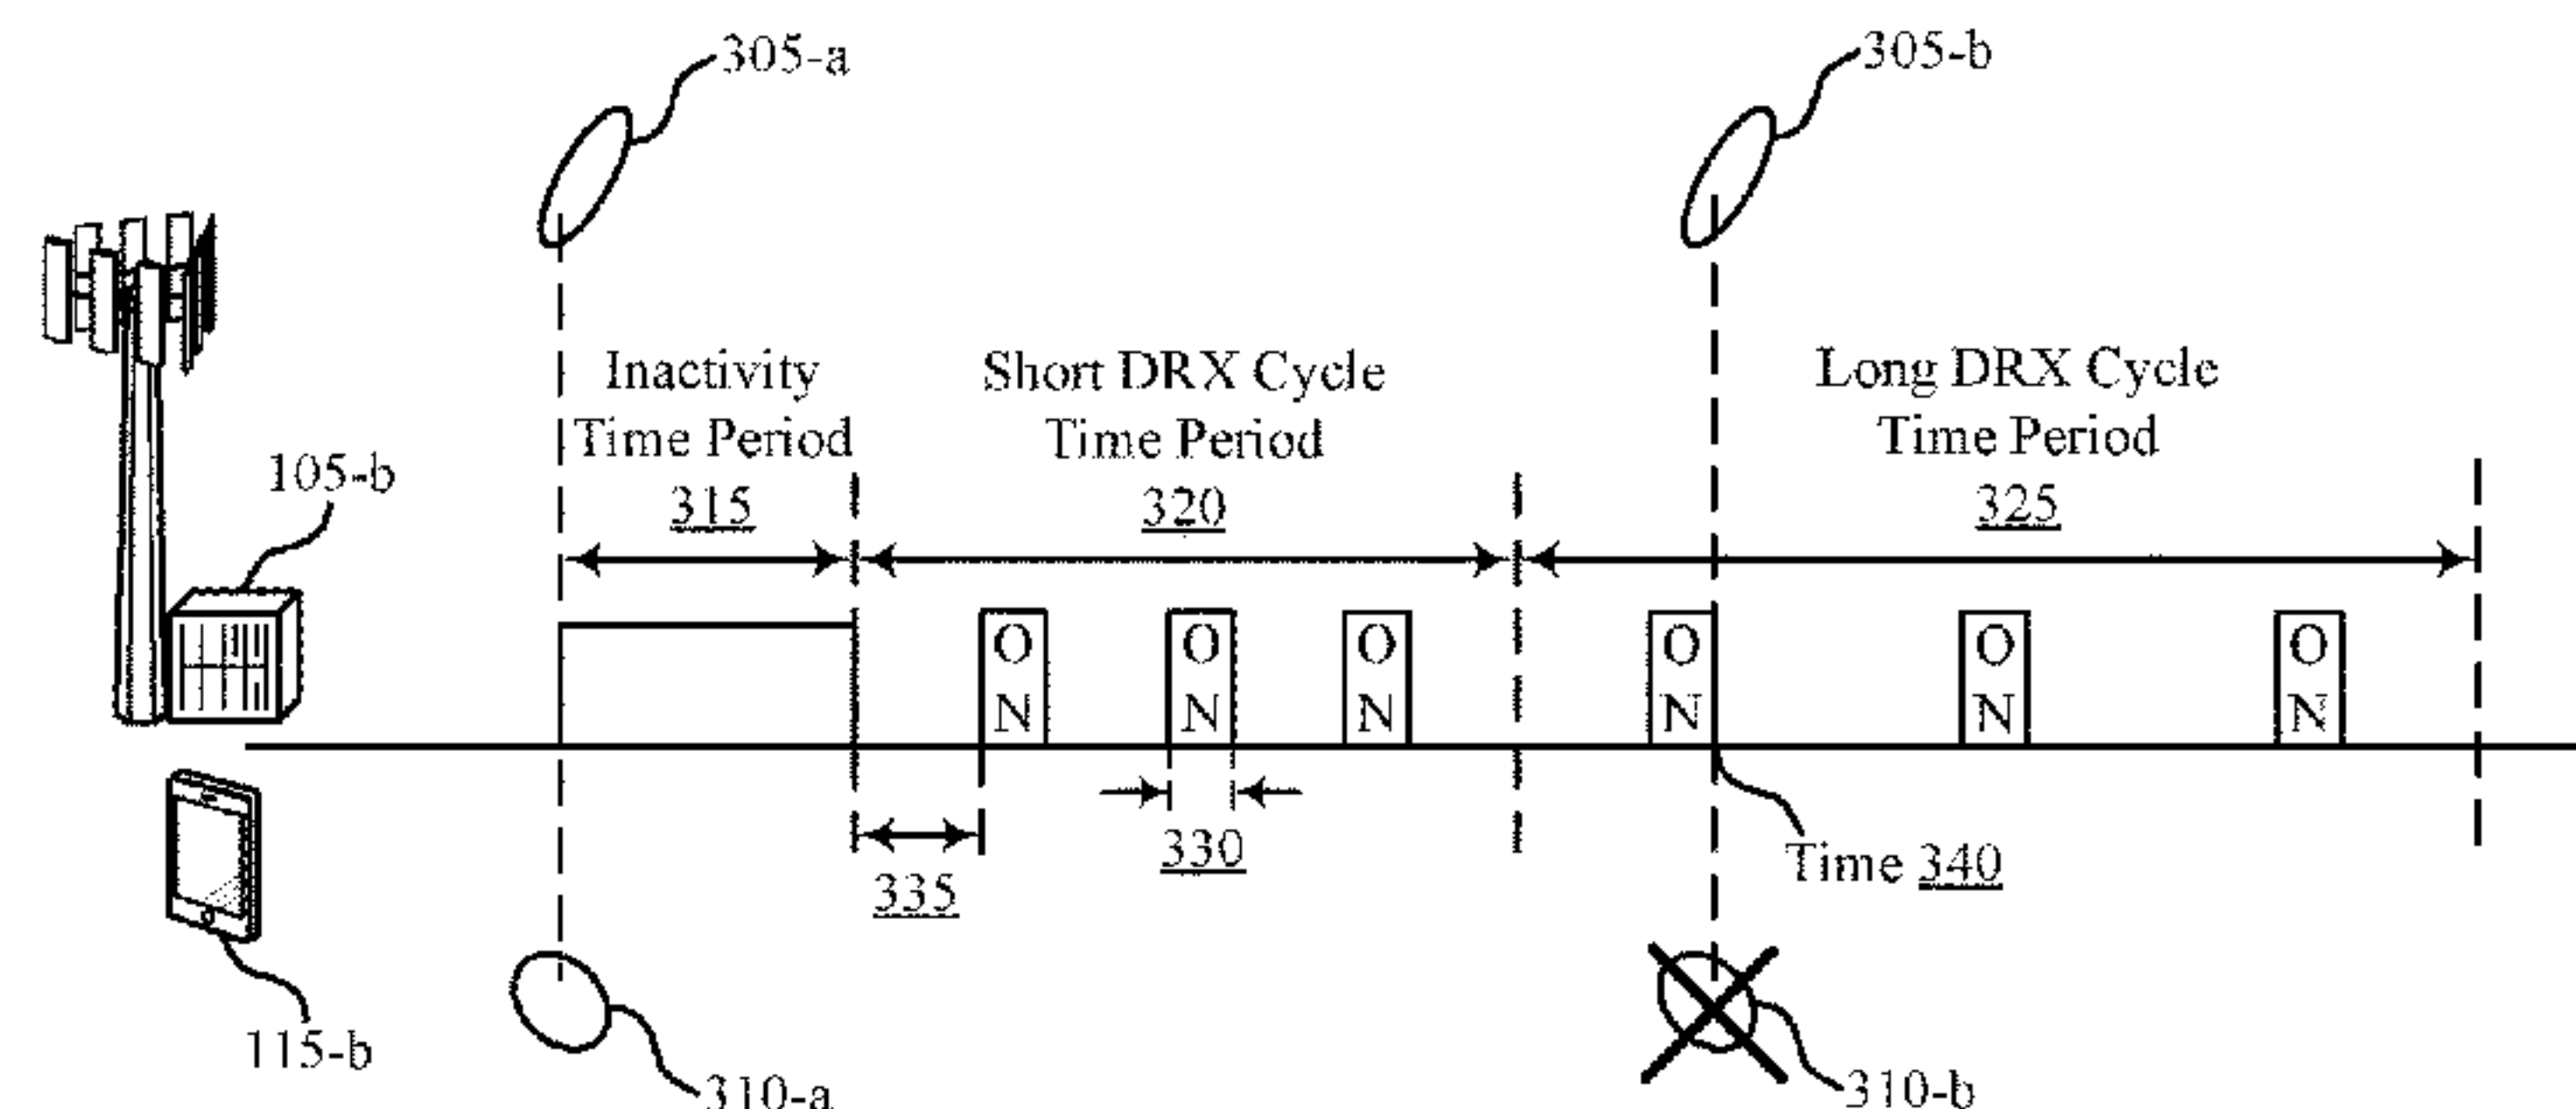 305-a
305-b
Inactivity
Time Period
315
Short DRX Cycle
Time Period
320
Long DRX Cycle
Time Period
325
105-b
O
N
O
N
O
N
O
N
O
N
O
N
335
330
Time 340
115-b
310-a
310-b